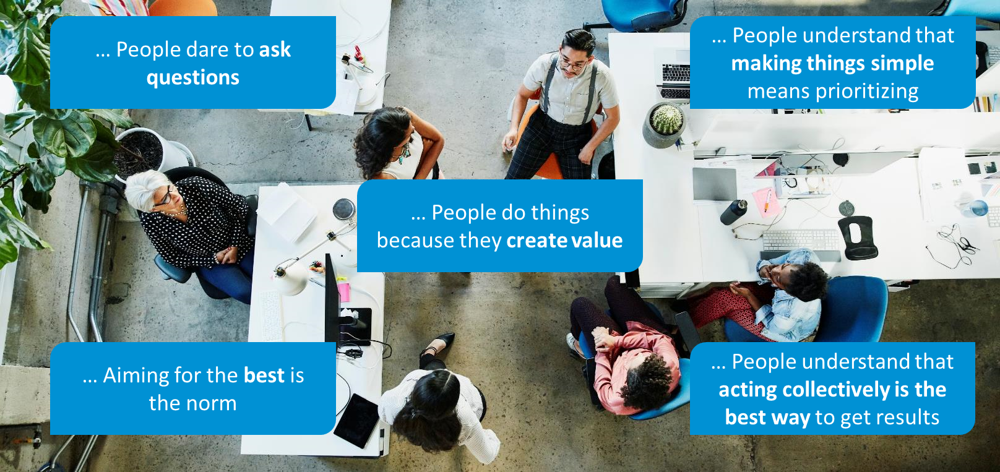 ... People dare to ask
questions
... People understand that
making things simple
means prioritizing
... People do things
because they create value
... Aiming for the best is
the norm
... People understand that
acting collectively is the
best way to get results